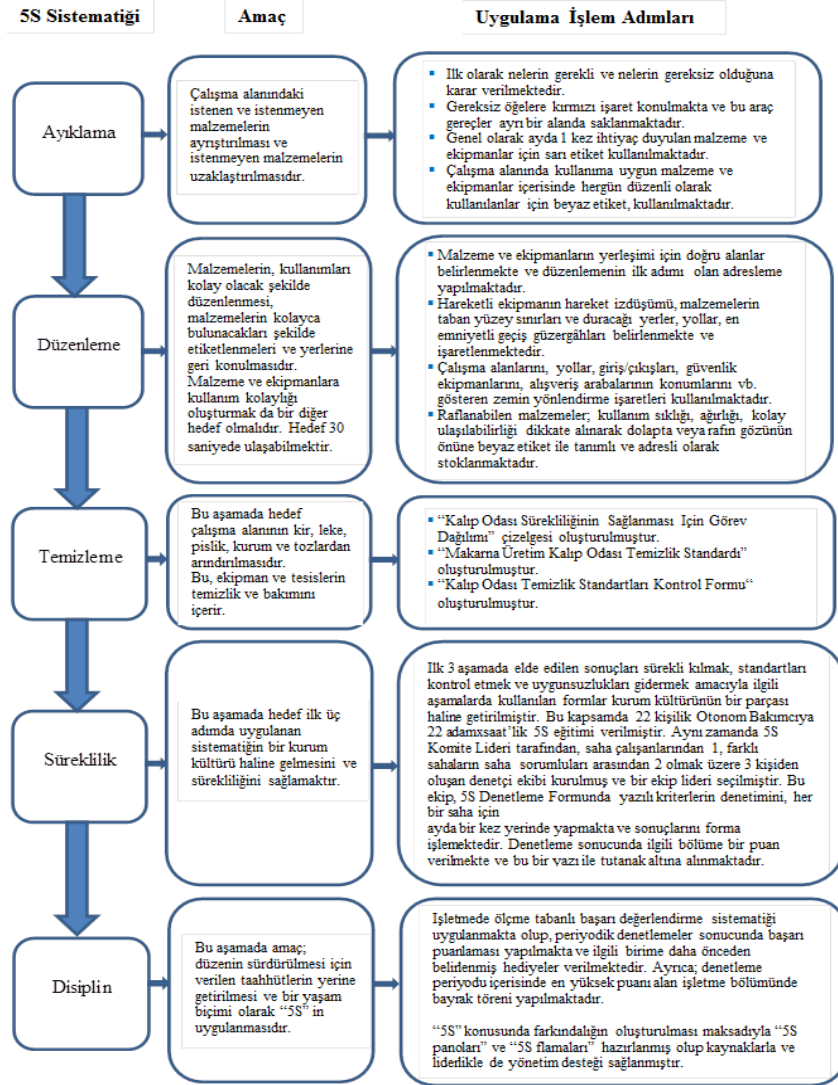 5S Sistematiği
Amaç
Uygulama İşlem Adımları
Ayıklama
Çalışma alanındaki
istenen ve istenmeyen
malzemelerin
ayrıştırılması ve
istenmeyen malzemelerin
uzaklaştırılmasıdır.
İlk olarak nelerin gerekli ve nelerin gereksiz olduğuna
karar verilmektedir.
Gereksiz öğelere kırmızı işaret konulmakta ve bu araç
gereçler ayrı bir alanda saklanmaktadır.
Genel olarak ayda 1 kez ihtiyaç duyulan malzeme ve
ekipmanlar için sarı etiket kullanılmaktadır.
Çalışma alanında kullanıma uygun malzeme ve
ekipmanlar içerisinde hergün düzenli olarak
kullanılanlar için beyaz etiket, kullanılmaktadır.
Düzenleme
Malzemelerin, kullanımları
kolay olacak şekilde
düzenlenmesi,
malzemelerin kolayca
bulunacakları şekilde
etiketlenmeleri ve yerlerine
geri konulmasıdır.
Malzeme ve ekipmanlara
kullanım kolaylığı
oluşturmak da bir diğer
hedef olmalıdır. Hedef 30
saniyede ulaşabilmektir.
Malzeme ve ekipmanların yerleşimi için doğru alanlar
belirlenmekte ve düzenlemenin ilk adımı olan adresleme
yapılmaktadır.
Hareketli ekipmanın hareket izdüşümü, malzemelerin
taban yüzey sınırları ve duracağı yerler, yollar, en
emniyetli geçiş güzergâhları belirlenmekte ve
işaretlenmektedir.
Çalışma alanlarını, yollar, giriş/çıkışları, güvenlik
ekipmanlarını, alışveriş arabalarının konumlarını vb.
gösteren zemin yönlendirme işaretleri kullanılmaktadır.
Raflanabilen malzemeler; kullanım sıklığı, ağırlığı, kolay
ulaşılabilirliği dikkate alınarak dolapta veya rafın gözünün
önüne beyaz etiket ile tanımlı ve adresli olarak
stoklanmaktadır.
Temizleme
Bu aşamada hedef
çalışma alanının kir, leke,
pislik, kurum ve tozlardan
arındırılmasıdır.
Bu, ekipman ve tesislerin
temizlik ve bakımını
içerir.
“Kalıp Odası Sürekliliğinin Sağlanması İçin Görev
Dağılımı” çizelgesi oluşturulmuştur.
“Makarna Üretim Kalıp Odası Temizlik Standardı”
oluşturulmuştur.
“Kalıp Odası Temizlik Standartları Kontrol Formu“
oluşturulmuştur.
Süreklilik
Bu aşamada hedef ilk üç
adımda uygulanan
sistematiğin bir kurum
kültürü haline gelmesini ve
sürekliliğini sağlamaktır.
İlk 3 aşamada elde edilen sonuçları sürekli kılmak, standartları
kontrol etmek ve uygunsuzlukları gidermek amacıyla ilgili
aşamalarda kullanılan formlar kurum kültürünün bir parçası
haline getirilmiştir. Bu kapsamda 22 kişilik Otonom Bakımcıya
22 adamxsaat’lik 5S eğitimi verilmiştir. Aynı zamanda 5S
Komite Lideri tarafından, saha çalışanlarından 1, farklı
sahaların saha sorumluları arasından 2 olmak üzere 3 kişiden
oluşan denetçi ekibi kurulmuş ve bir ekip lideri seçilmiştir. Bu
ekip, 5S Denetleme Formunda yazılı kriterlerin denetimini, her
bir saha için
ayda bir kez yerinde yapmakta ve sonuçlarını forma
işlemektedir. Denetleme sonucunda ilgili bölüme bir puan
verilmekte ve bu bir yazı ile tutanak altına alınmaktadır.
Disiplin
Bu aşamada amaç;
düzenin sürdürülmesi için
verilen taahhütlerin yerine
getirilmesi ve bir yaşam
biçimi olarak “5S” in
uygulanmasıdır.
İşletmede ölçme tabanlı başarı değerlendirme sistematiği
uygulanmakta olup, periyodik denetlemeler sonucunda başarı
puanlaması yapılmakta ve ilgili birime daha önceden
belirlenmiş hediyeler verilmektedir. Ayrıca; denetleme
periyodu içerisinde en yüksek puanı alan işletme bölümünde
bayrak töreni yapılmaktadır.
“5S” konusunda farkındalığın oluşturulması maksadıyla “5S
panoları” ve “5S flamaları” hazırlanmış olup kaynaklarla ve
liderlikle de yönetim desteği sağlanmıştır.